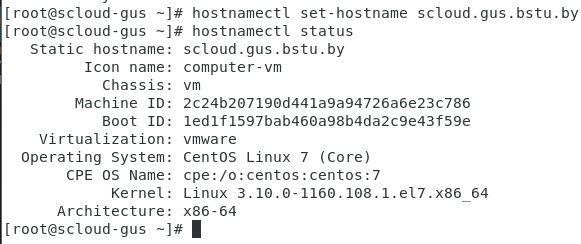 [root@scloud-gus ~]# hostnamectl set-hostname scloud.gus.bstu.by
[root@scloud-gus ~]# hostnamectl status
Static hostname: scloud.gus.bstu.by
Icon name: computer-vm
Chassis: vm
Machine ID: 2c24b207190d441a9a94726a6e23c786
Boot ID: 1ed1f1597bab460a98b4da2c9e43f59e
Virtualization: vmware
Operating System: CentOS Linux 7 (Core)
CPE OS Name: cpe:/o:centos:centos:7
Kernel: Linux 3.10.0-1160.108.1.el7.x86_64
Architecture: x86-64
[root@scloud-gus ~]#